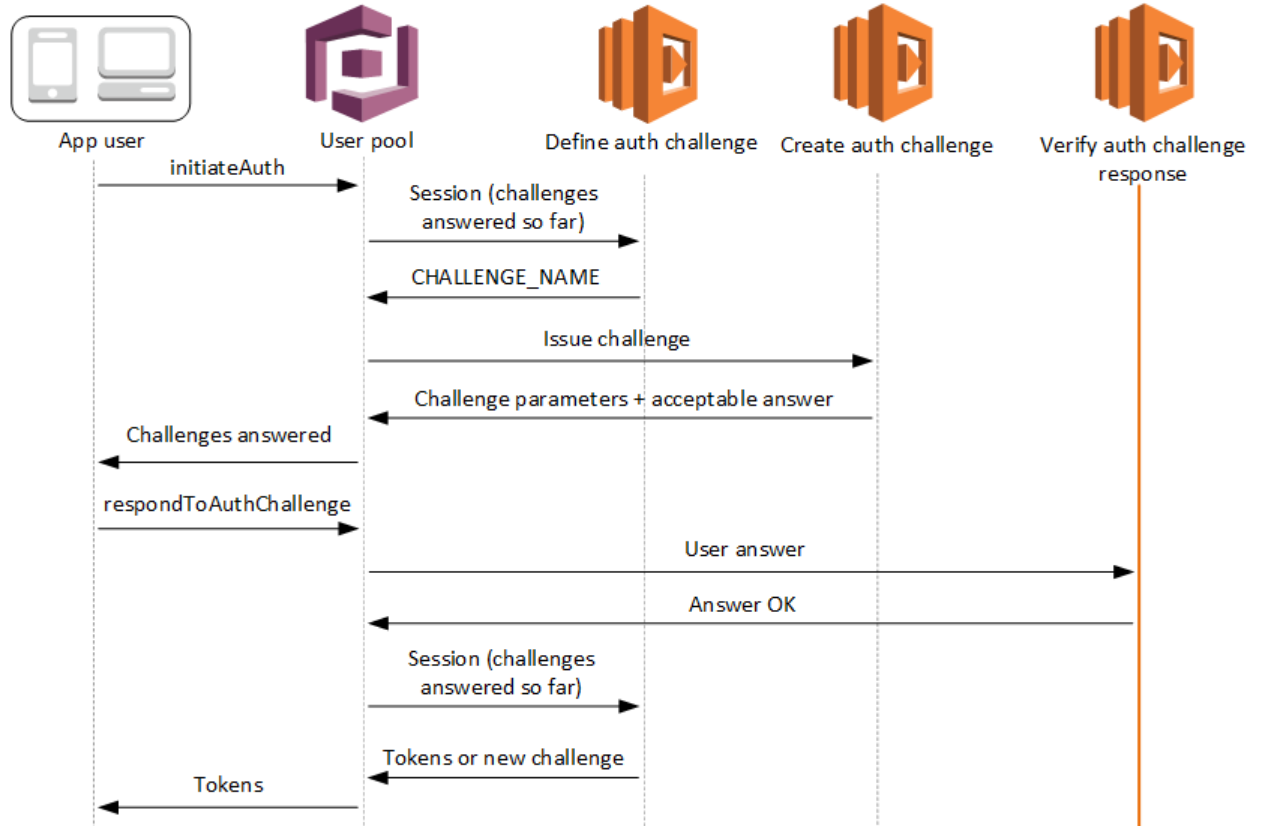 App user
User pool
Define auth challenge
Create auth challenge
Verify auth challenge
response
initiateAuth
Session (challenges
answered so far)
CHALLENGE_NAME
Issue challenge
Challenge parameters + acceptable answer
Challenges answered
respondToAuthChallenge
User answer
Answer OK
Session (challenges
answered so far)
Tokens or new challenge
Tokens